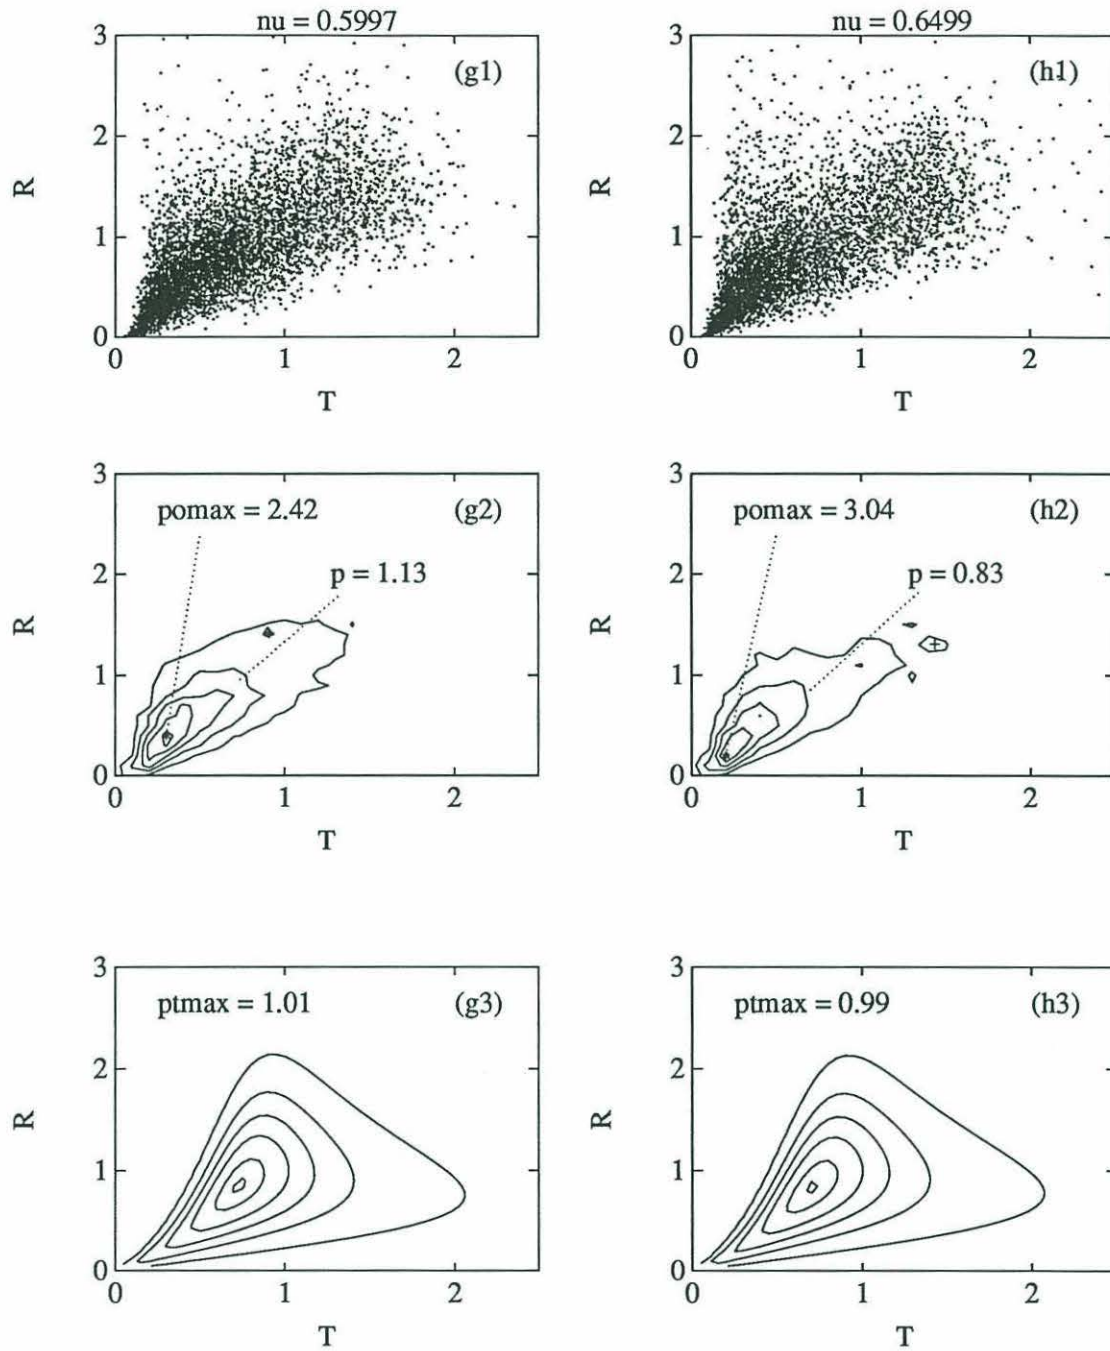 nu = 0.5997
3
(g1)
2
R
1
0
0
1
2
T
nu = 0.6499
3
(h1)
2
R
1
0
0
1
2
T
3
pomax = 2.42
(g2)
2
p = 1.13
R
1
0
0
1
2
T
3
pomax = 3.04
(h2)
2
p = 0.83
R
1
0
0
1
2
T
3
ptmax = 1.01
(g3)
2
R
1
0
0
1
2
T
3
ptmax = 0.99
(h3)
2
R
1
0
0
1
2
T